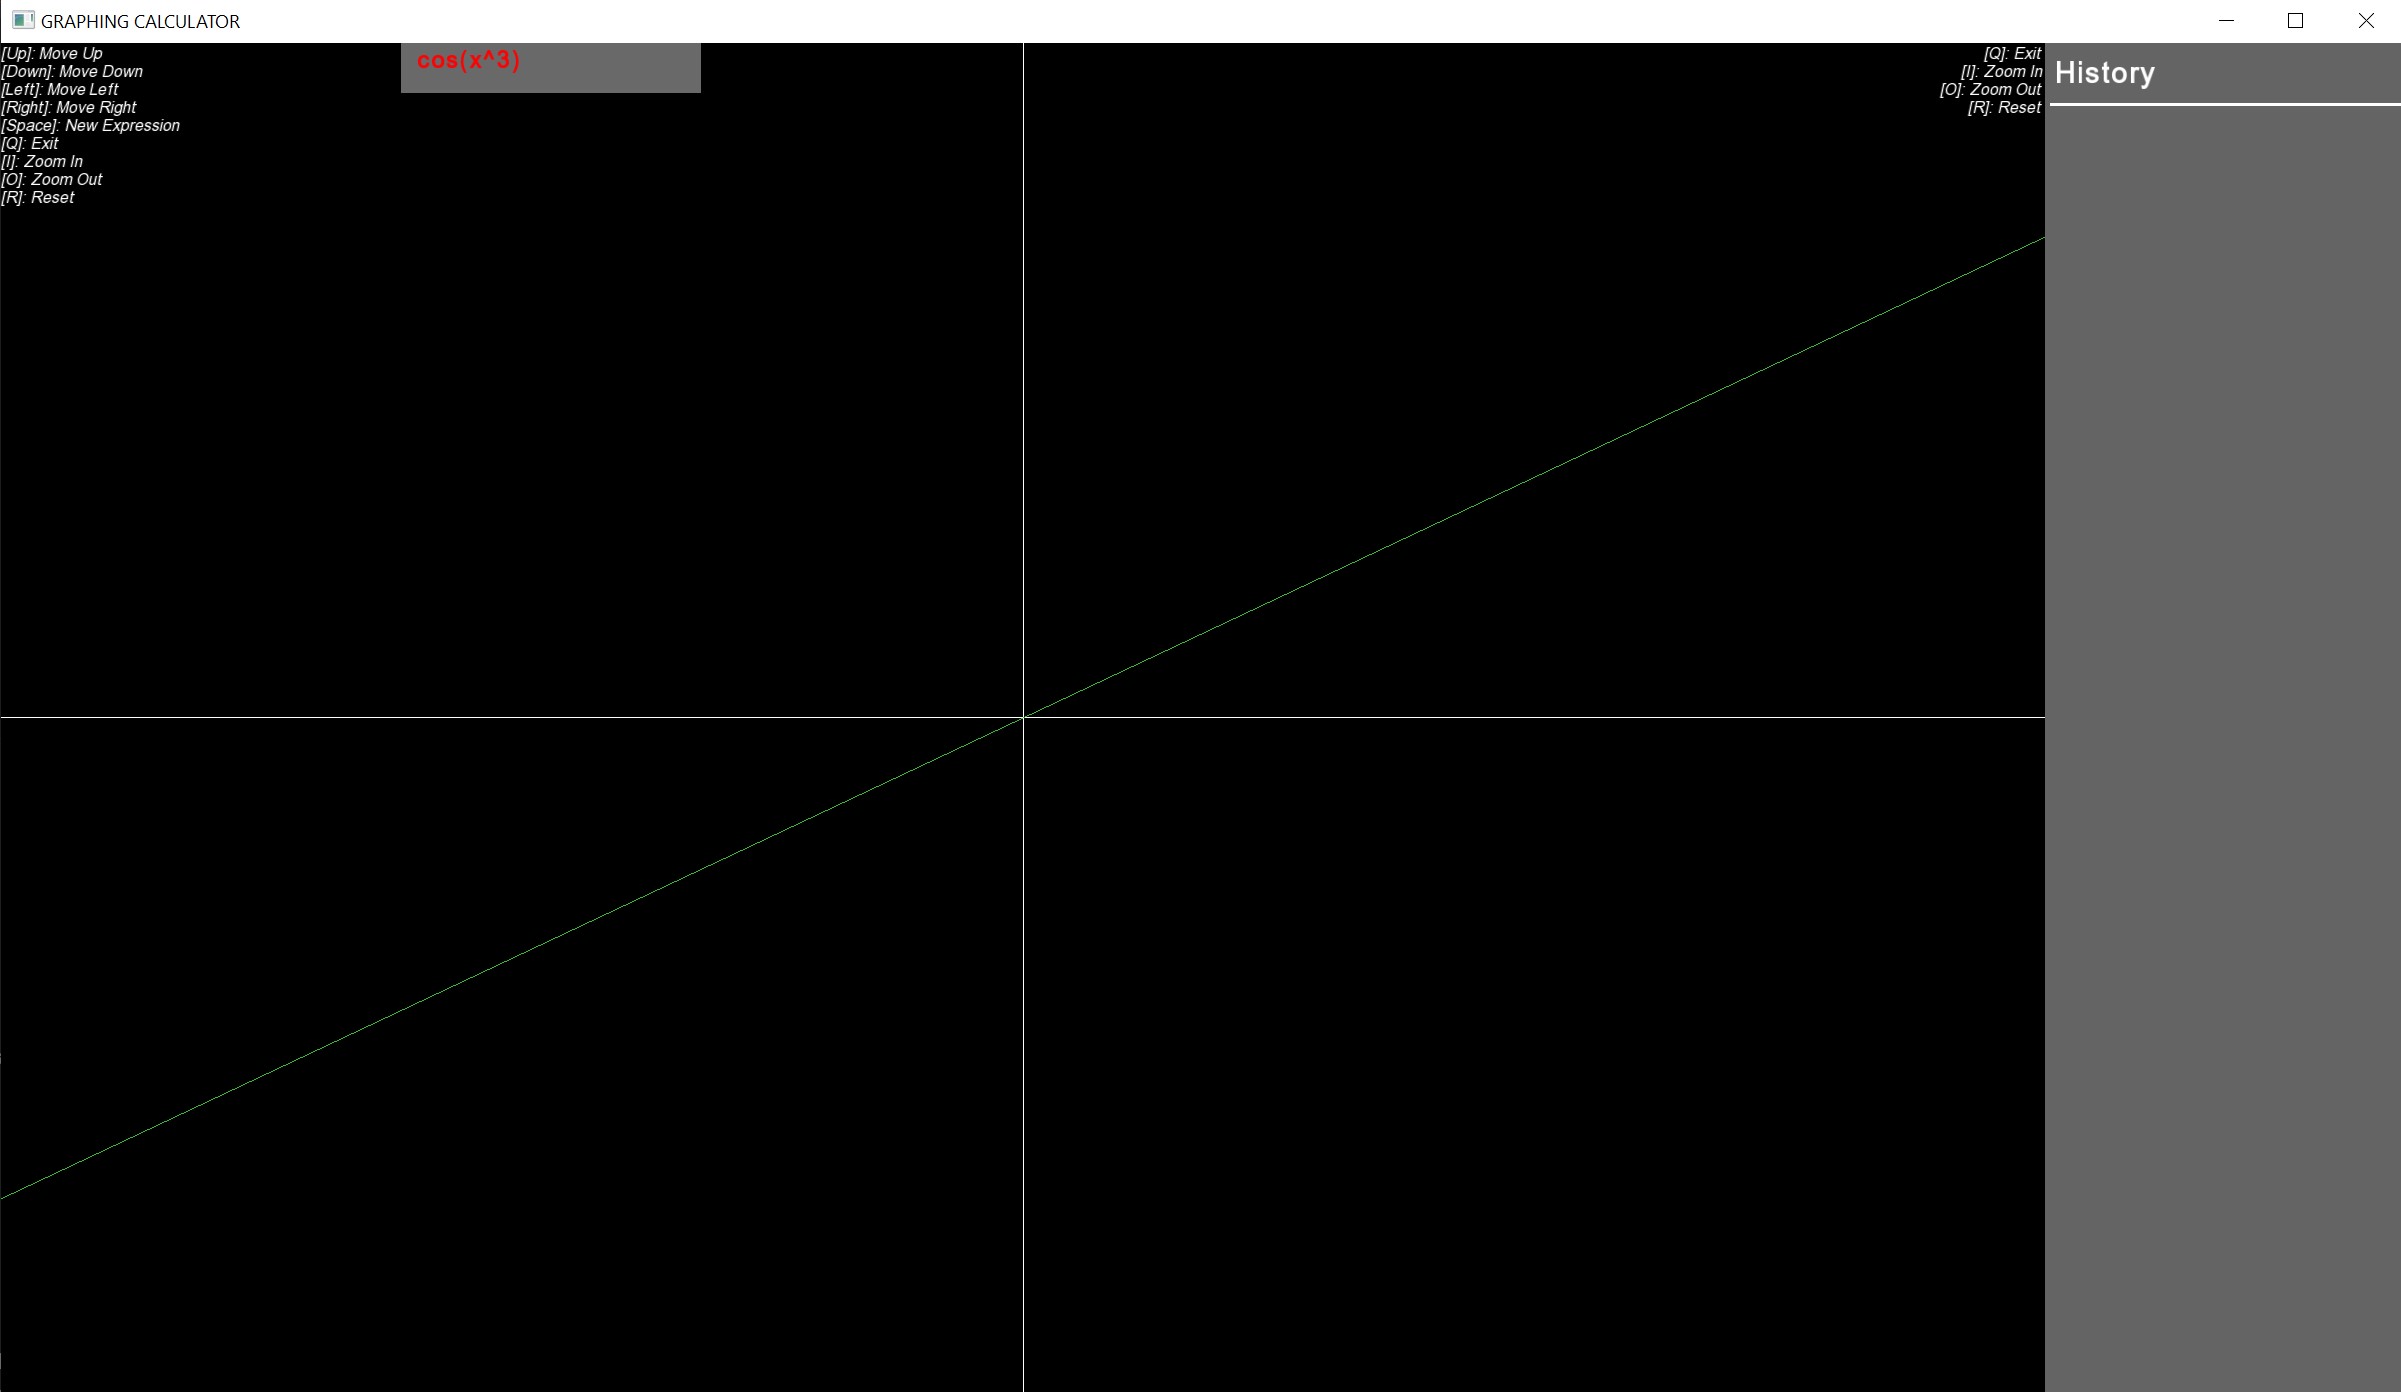 GRAPHING CALCULATOR
[Up]: Move Up
[Down]: Move Down
[Left]: Move Left
[Right]: Move Right
[Space]: New Expression
[Q]: Exit
[I]: Zoom In
[O]: Zoom Out
[R]: Reset
cos(x^3)
[Q]: Exit
[I]: Zoom In
[O]: Zoom Out
[R]: Reset
History